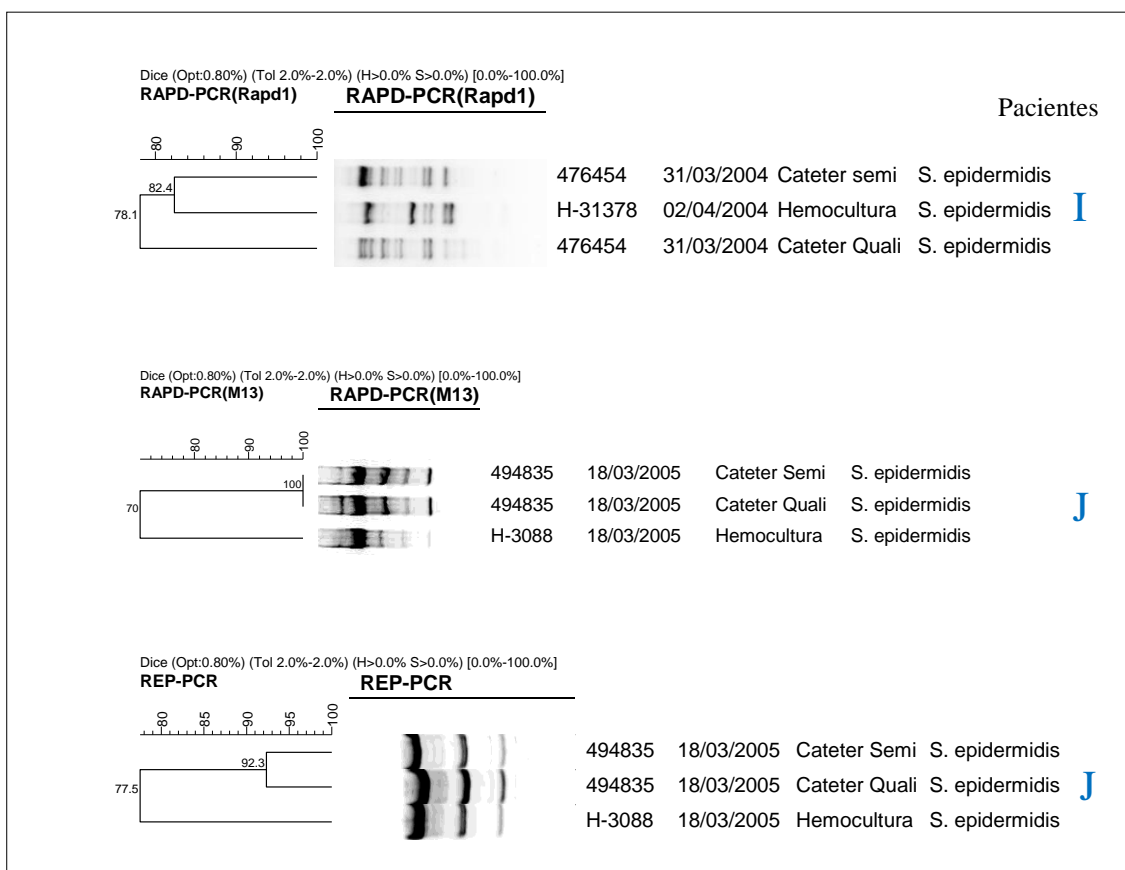 Dice (Opt:0.80%) (Tol 2.0%-2.0%) (H>0.0% S>0.0%) [0.0%-100.0%]
RAPD-PCR(Rapd1) RAPD-PCR(Rapd1)
Pacientes
80 90 100
476454 31/03/2004 Cateter semi S. epidermidis
82.4
H-31378 02/04/2004 Hemocultura S. epidermidis I
78.1
476454 31/03/2004 Cateter Quali S. epidermidis
Dice (Opt:0.80%) (Tol 2.0%-2.0%) (H>0.0% S>0.0%) [0.0%-100.0%]
RAPD-PCR(M13) RAPD-PCR(M13)
80 90 100
494835 18/03/2005 Cateter Semi S. epidermidis
100
494835 18/03/2005 Cateter Quali S. epidermidis J
70
H-3088 18/03/2005 Hemocultura S. epidermidis
Dice (Opt:0.80%) (Tol 2.0%-2.0%) (H>0.0% S>0.0%) [0.0%-100.0%]
REP-PCR REP-PCR
80 85 90 95 100
494835 18/03/2005 Cateter Semi S. epidermidis
92.3
494835 18/03/2005 Cateter Quali S. epidermidis J
77.5
H-3088 18/03/2005 Hemocultura S. epidermidis